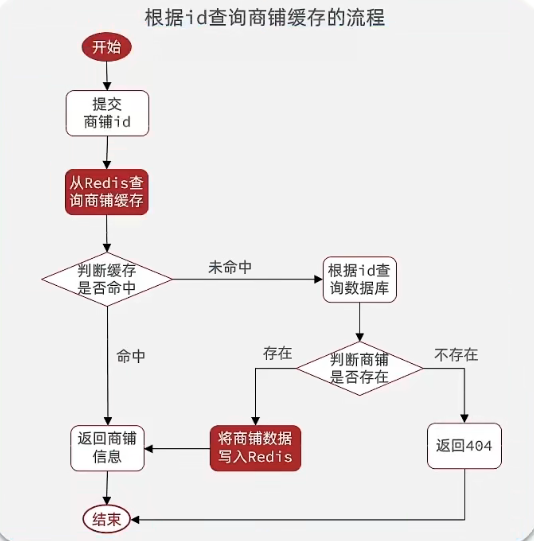 根据id查询商铺缓存的流程
开始
提交
商铺id
从Redis查
询商铺缓存
判断缓存
是否命中
未命中
根据id查
询数据库
命中
存在
判断商铺
是否存在
不存在
返回商铺
信息
将商铺数据
写入Redis
返回404
结束